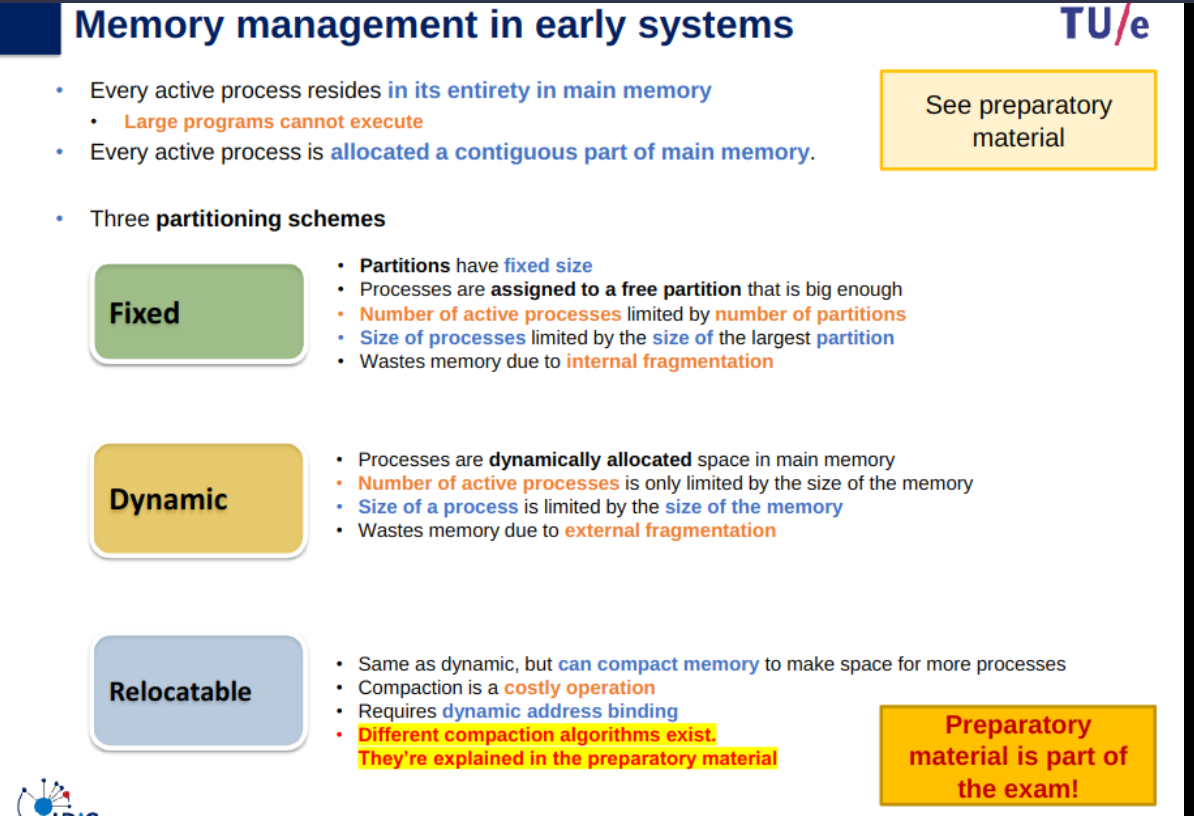 Memory management in early systems
TU/e
• Every active process resides in its entirety in main memory
• Large programs cannot execute
• Every active process is allocated a contiguous part of main memory.
See preparatory
material
• Three partitioning schemes
Fixed
• Partitions have fixed size
• Processes are assigned to a free partition that is big enough
• Number of active processes limited by number of partitions
• Size of processes limited by the size of the largest partition
• Wastes memory due to internal fragmentation
Dynamic
• Processes are dynamically allocated space in main memory
• Number of active processes is only limited by the size of the memory
• Size of a process is limited by the size of the memory
• Wastes memory due to external fragmentation
Relocatable
• Same as dynamic, but can compact memory to make space for more processes
• Compaction is a costly operation
• Requires dynamic address binding
• Different compaction algorithms exist.
They're explained in the preparatory material
Preparatory
material is part of
the exam!